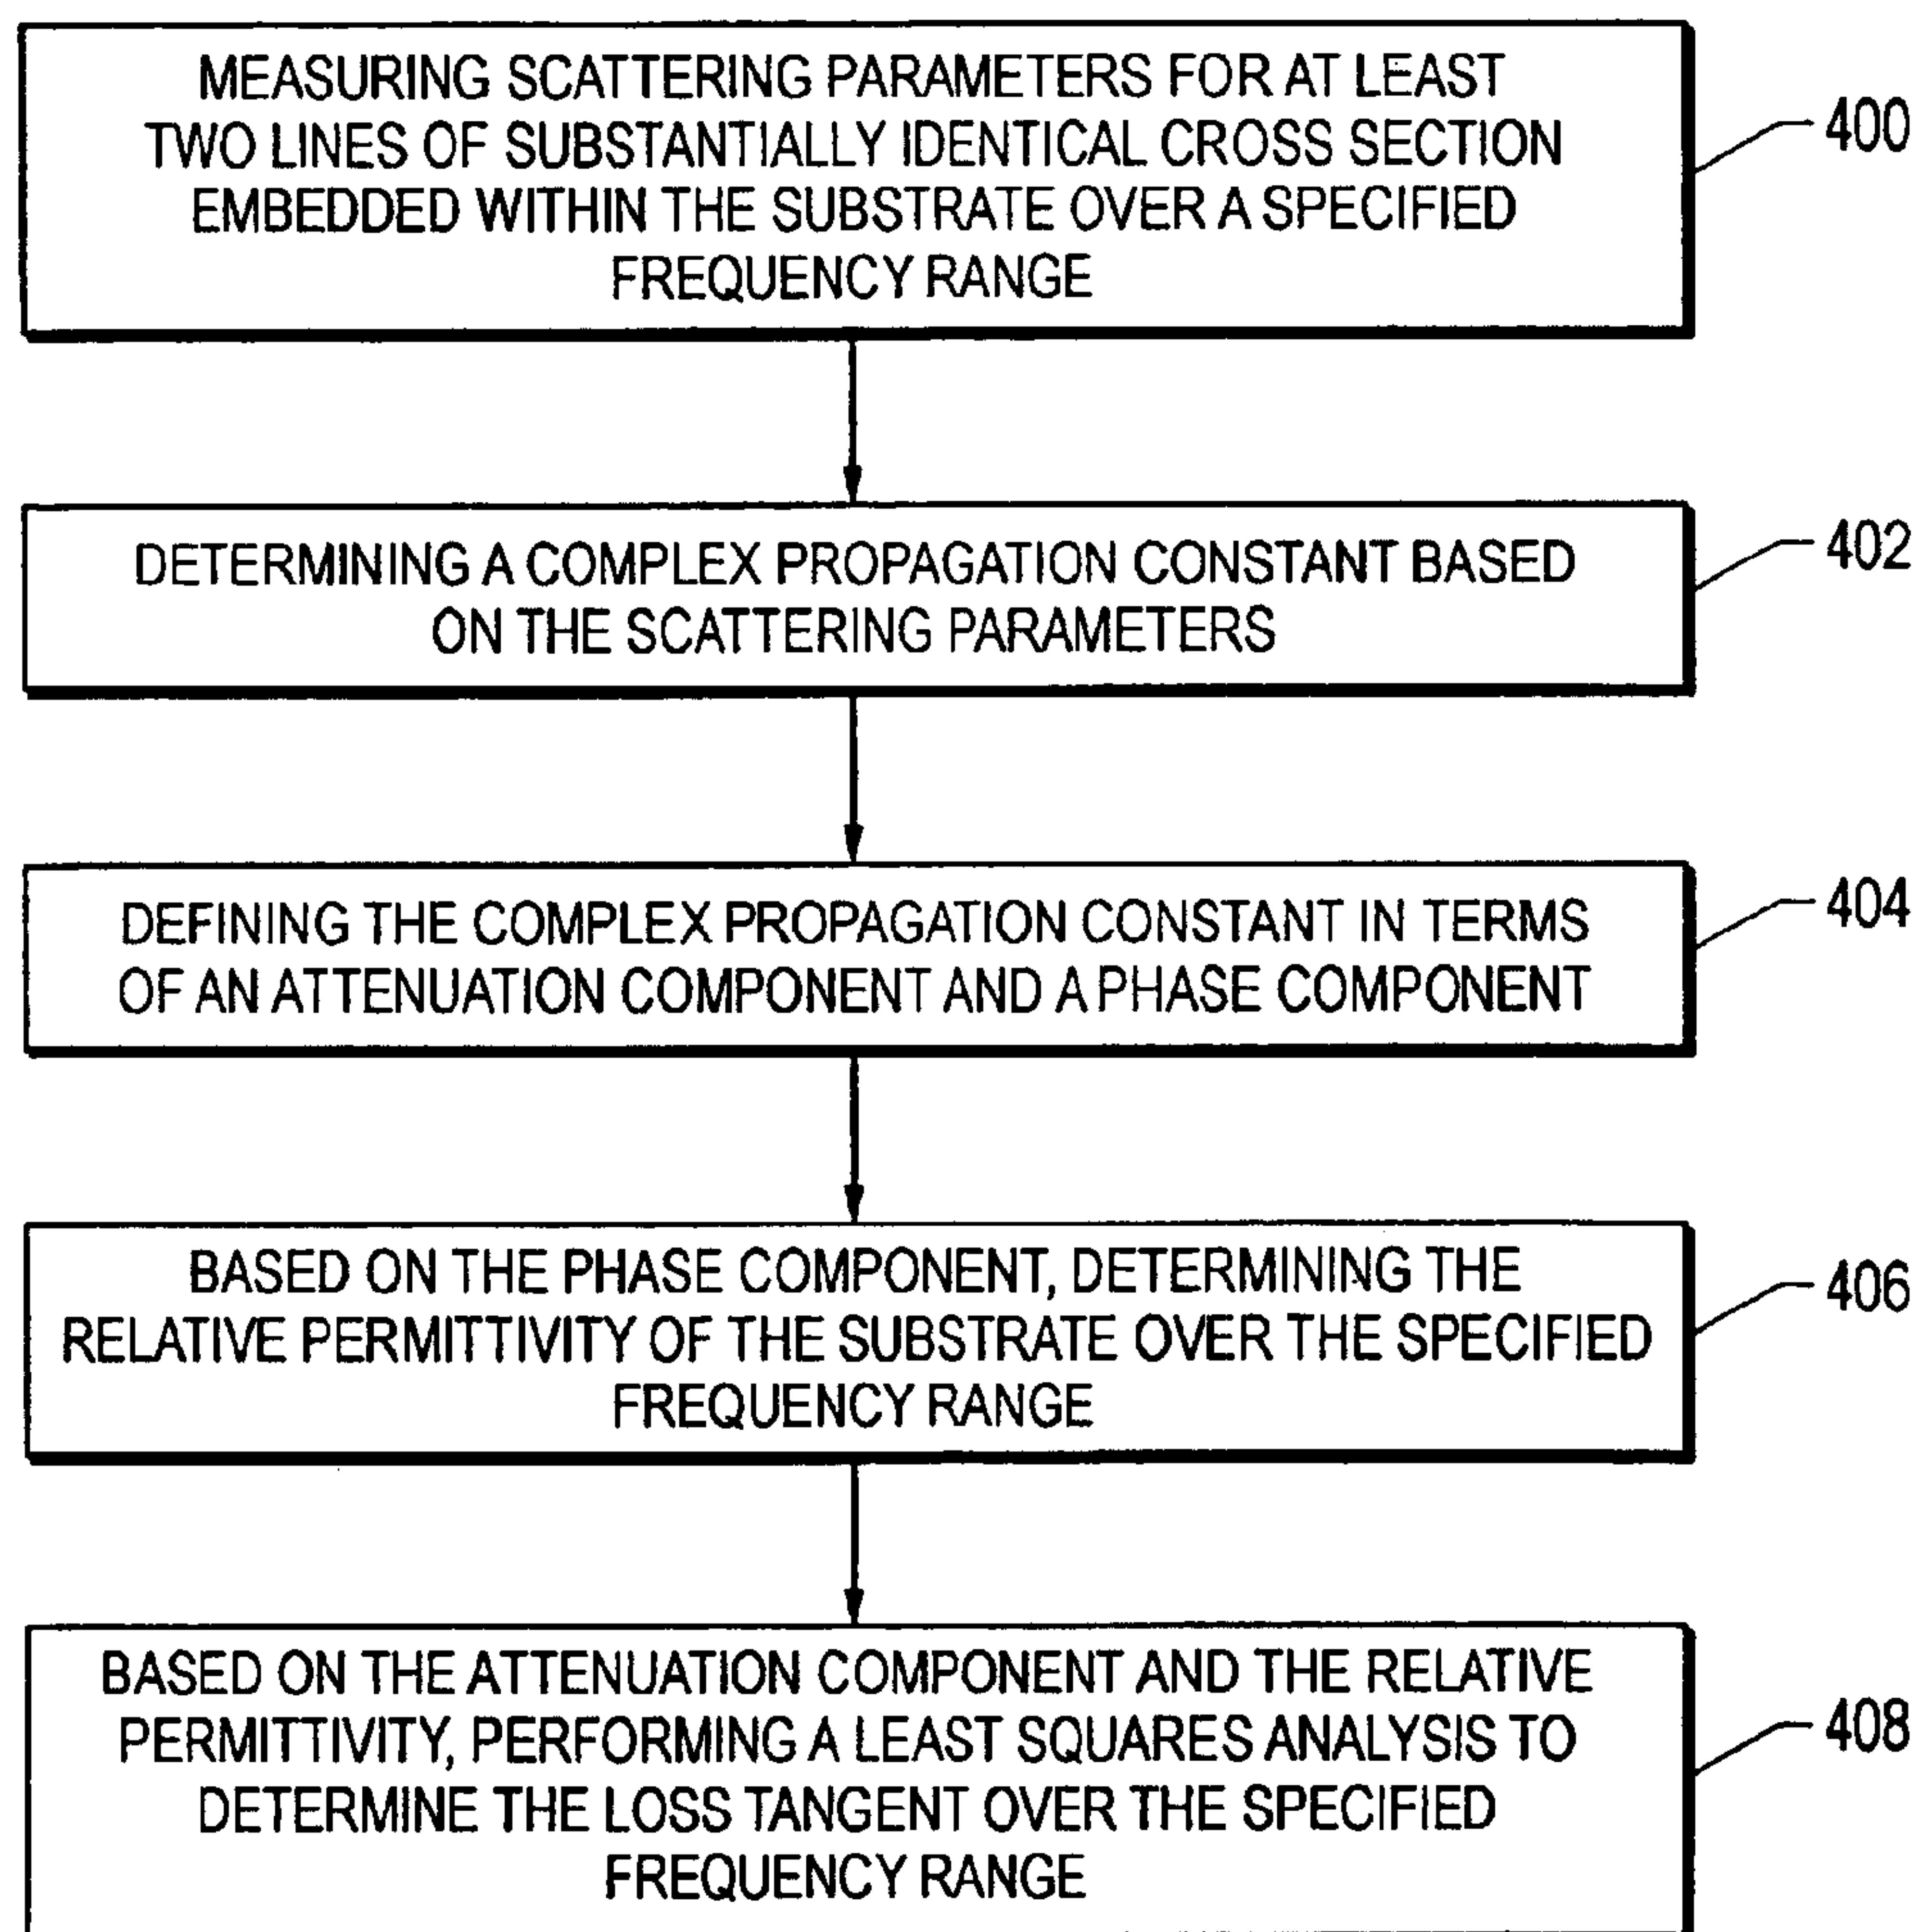 MEASURING SCATTERING PARAMETERS FOR AT LEAST
TWO LINES OF SUBSTANTIALLY IDENTICAL CROSS SECTION
EMBEDDED WITHIN THE SUBSTRATE OVER A SPECIFIED
FREQUENCY RANGE
400
DETERMINING A COMPLEX PROPAGATION CONSTANT BASED
ON THE SCATTERING PARAMETERS
402
DEFINING THE COMPLEX PROPAGATION CONSTANT IN TERMS
OF AN ATTENUATION COMPONENT AND A PHASE COMPONENT
404
BASED ON THE PHASE COMPONENT, DETERMINING THE
RELATIVE PERMITTIVITY OF THE SUBSTRATE OVER THE SPECIFIED
FREQUENCY RANGE
406
BASED ON THE ATTENUATION COMPONENT AND THE RELATIVE
PERMITTIVITY, PERFORMING A LEAST SQUARES ANALYSIS TO
DETERMINE THE LOSS TANGENT OVER THE SPECIFIED
FREQUENCY RANGE
408